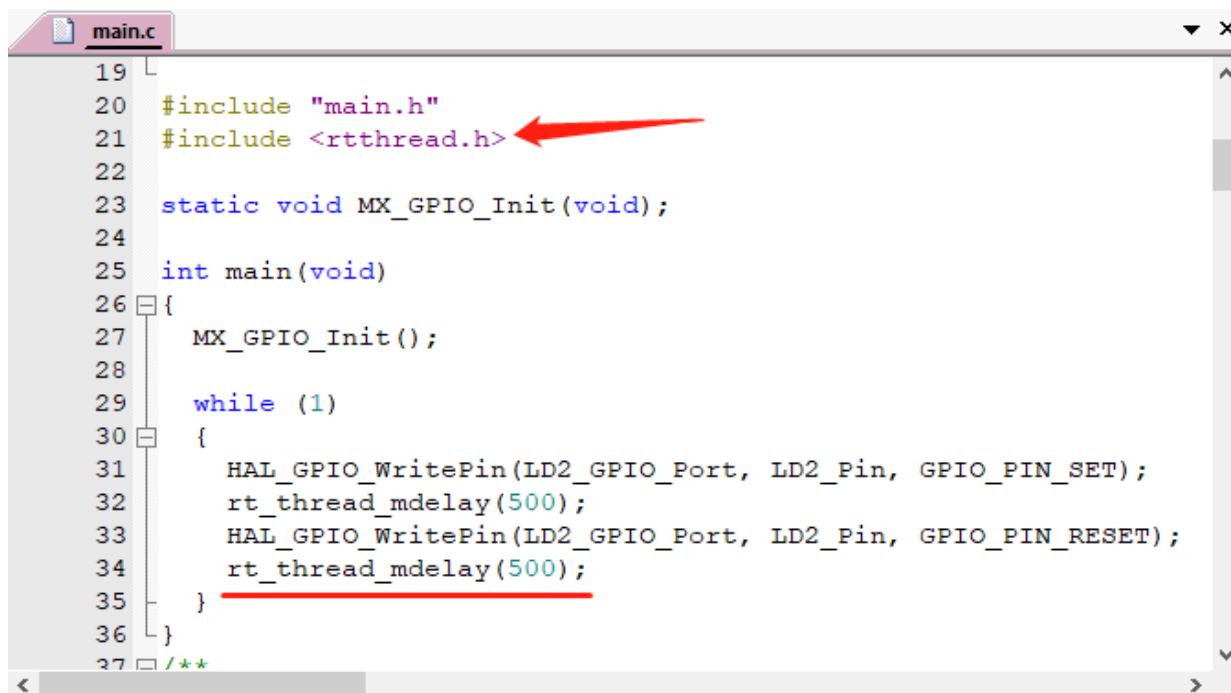 main.c
19
20 #include "main.h"
21 #include <rtthread.h>
22
23 static void MX_GPIO_Init(void);
24
25 int main(void)
26 {
27 MX_GPIO_Init();
28
29 while (1)
30 {
31 HAL_GPIO_WritePin(LD2_GPIO_Port, LD2_Pin, GPIO_PIN_SET);
32 rt_thread_mdelay(500);
33 HAL_GPIO_WritePin(LD2_GPIO_Port, LD2_Pin, GPIO_PIN_RESET);
34 rt_thread_mdelay(500);
35 }
36 }
37 /**